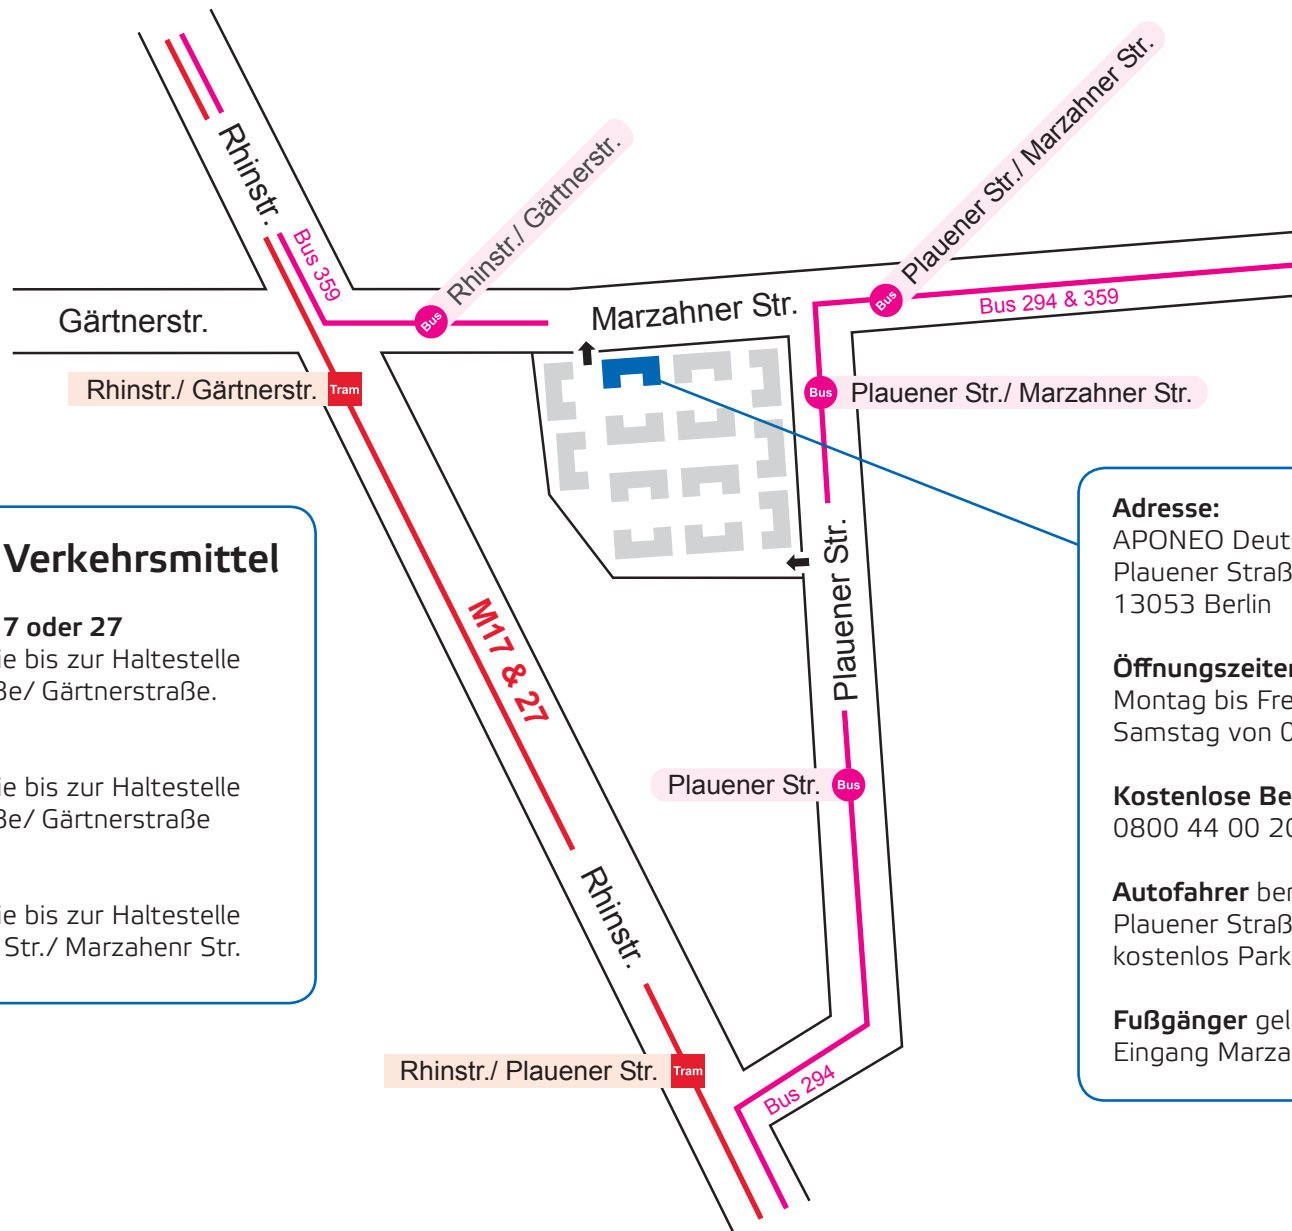 Rhinstr.
Bus 359
Rhinstr./ Gärtnerstr.
Bus
Plauener Str./ Marzahner Str.
Bus
Bus 294 & 359
Gärtnerstr.
Marzahner Str.
Rhinstr./ Gärtnerstr.
Tram
Bus
Plauener Str./ Marzahner Str.
Verkehrsmittel
7 oder 27
ie bis zur Haltestelle
ße/ Gärtnerstraße.
ie bis zur Haltestelle
ße/ Gärtnerstraße
ie bis zur Haltestelle
Str./ Marzahenr Str.
M17 & 27
Plauener Str.
Plauener Str.
Bus
Rhinstr.
Rhinstr./ Plauener Str.
Tram
Bus 294
Adresse:
APONEO Deut
Plauener Straß
13053 Berlin
Öffnungszeiten
Montag bis Fre
Samstag von 0
Kostenlose Be
0800 44 00 20
Autofahrer ben
Plauener Straß
kostenlos Park
Fußgänger gel
Eingang Marza